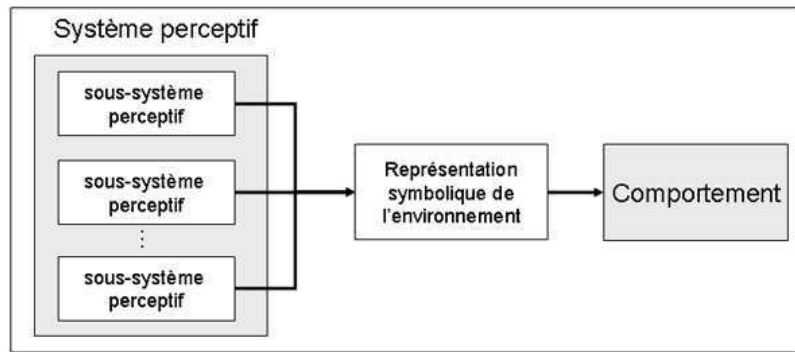 Système perceptif
sous-système
perceptif
sous-système
perceptif
⋮
sous-système
perceptif
Représentation
symbolique de
l'environnement
Comportement